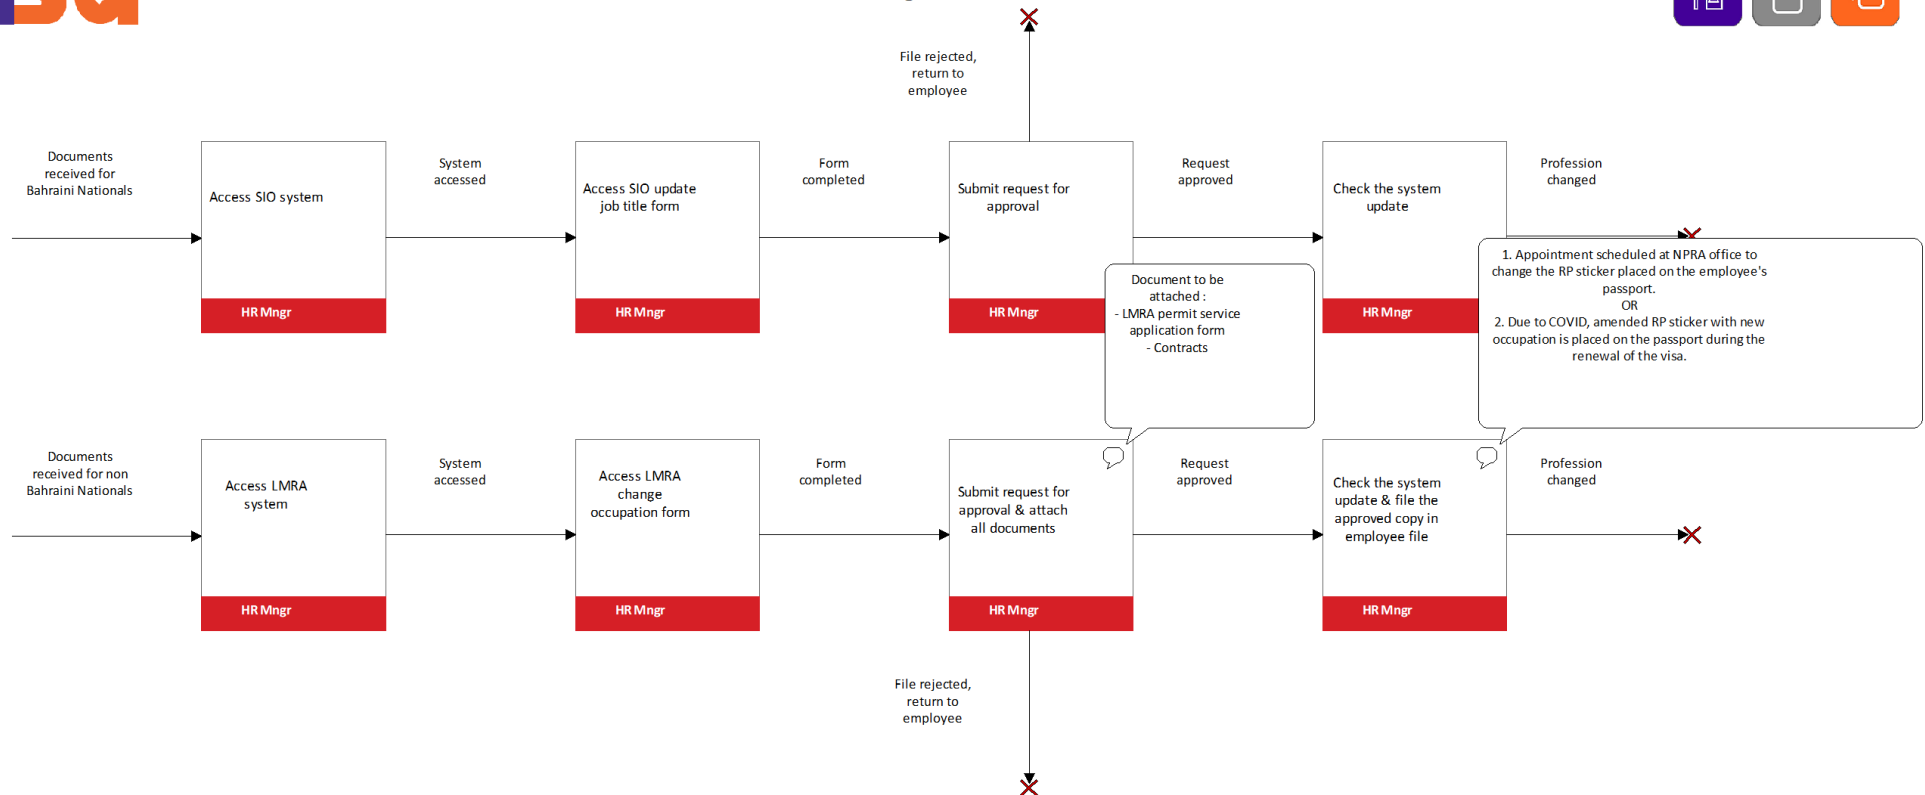 File rejected,
return to
employee
Documents
received for
Bahraini Nationals
Access SIO system
HR Mngr
System
accessed
Access SIO update
job title form
HR Mngr
Form
completed
Submit request for
approval
HR Mngr
Request
approved
Check the system
update
HR Mngr
Profession
changed
Document to be
attached :
- LMRA permit service
application form
- Contracts
1. Appointment scheduled at NPRA office to
change the RP sticker placed on the employee's
passport.
OR
2. Due to COVID, amended RP sticker with new
occupation is placed on the passport during the
renewal of the visa.
Documents
received for non
Bahraini Nationals
Access LMRA
system
HR Mngr
System
accessed
Access LMRA
change
occupation form
HR Mngr
Form
completed
Submit request for
approval & attach
all documents
HR Mngr
Request
approved
Check the system
update & file the
approved copy in
employee file
HR Mngr
Profession
changed
File rejected,
return to
employee